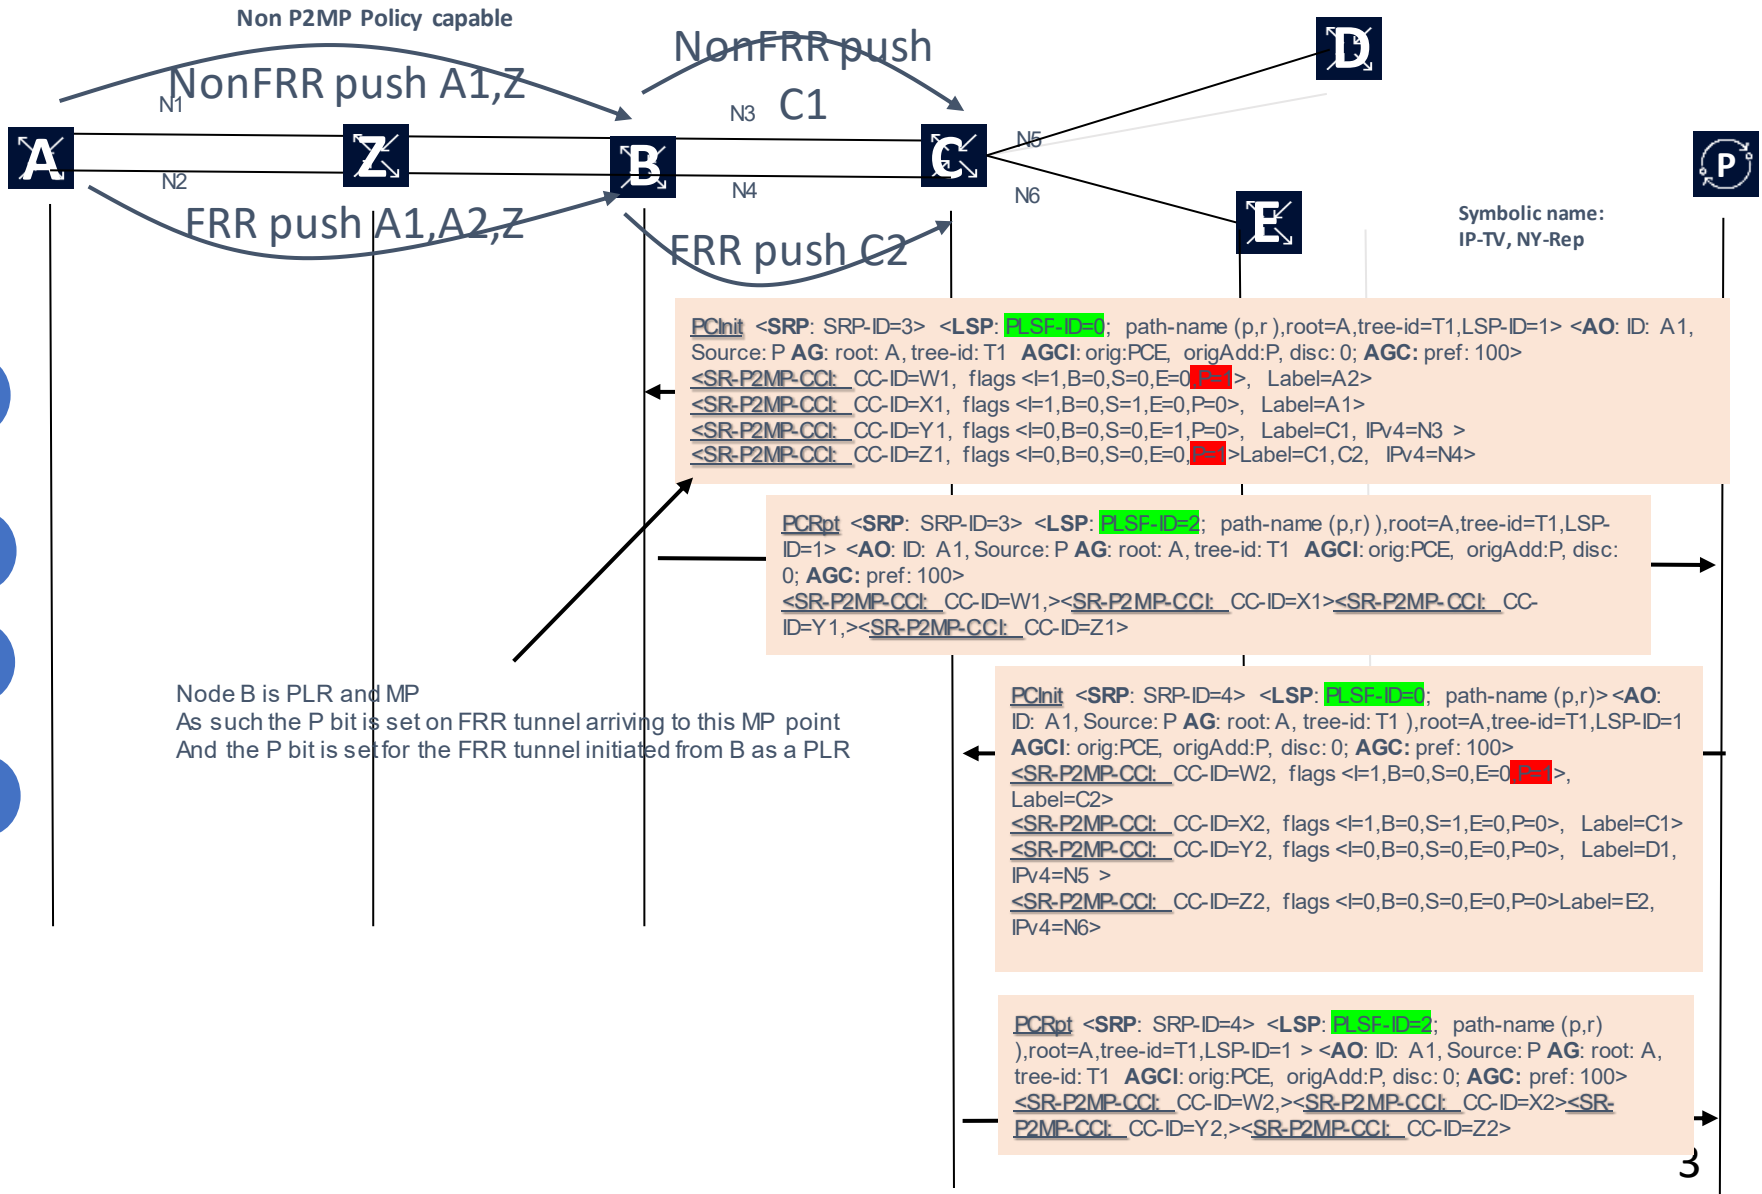 Non P2MP Policy capable
NonFRR push A1,Z
NonFRR push
C1
N1
N3
N5
D
A
Z
B
C
P
N2
N4
N6
E
FRR push A1,A2,Z
FRR push C2
Symbolic name:
IP-TV, NY-Rep
PCInit <SRP: SRP-ID=3> <LSP: PLSF-ID=0; path-name (p,r ),root=A,tree-id=T1,LSP-ID=1> <AO: ID: A1,
Source: P AG: root: A, tree-id: T1 AGCI: orig:PCE, origAdd:P, disc: 0; AGC: pref: 100>
<SR-P2MP-CCI: CC-ID=W1, flags <I=1,B=0,S=0,E=0,P=1>, Label=A2>
<SR-P2MP-CCI: CC-ID=X1, flags <I=1,B=0,S=1,E=0,P=0>, Label=A1>
<SR-P2MP-CCI: CC-ID=Y1, flags <I=0,B=0,S=0,E=1,P=0>, Label=C1, IPv4=N3 >
<SR-P2MP-CCI: CC-ID=Z1, flags <I=0,B=0,S=0,E=0,P=1>Label=C1,C2, IPv4=N4>
PCRpt <SRP: SRP-ID=3> <LSP: PLSF-ID=2; path-name (p,r) ),root=A,tree-id=T1,LSP-
ID=1> <AO: ID: A1, Source: P AG: root: A, tree-id: T1 AGCI: orig:PCE, origAdd:P, disc:
0; AGC: pref: 100>
<SR-P2MP-CCI: CC-ID=W1,><SR-P2MP-CCI: CC-ID=X1><SR-P2MP-CCI: CC-
ID=Y1,><SR-P2MP-CCI: CC-ID=Z1>
Node B is PLR and MP
As such the P bit is set on FRR tunnel arriving to this MP point
And the P bit is set for the FRR tunnel initiated from B as a PLR
PCInit <SRP: SRP-ID=4> <LSP: PLSF-ID=0; path-name (p,r)> <AO:
ID: A1, Source: P AG: root: A, tree-id: T1 ),root=A,tree-id=T1,LSP-ID=1
AGCI: orig:PCE, origAdd:P, disc: 0; AGC: pref: 100>
<SR-P2MP-CCI: CC-ID=W2, flags <I=1,B=0,S=0,E=0,P=1>,
Label=C2>
<SR-P2MP-CCI: CC-ID=X2, flags <I=1,B=0,S=1,E=0,P=0>, Label=C1>
<SR-P2MP-CCI: CC-ID=Y2, flags <I=0,B=0,S=0,E=0,P=0>, Label=D1,
IPv4=N5 >
<SR-P2MP-CCI: CC-ID=Z2, flags <I=0,B=0,S=0,E=0,P=0>Label=E2,
IPv4=N6>
PCRpt <SRP: SRP-ID=4> <LSP: PLSF-ID=2; path-name (p,r)
),root=A,tree-id=T1,LSP-ID=1 > <AO: ID: A1, Source: P AG: root: A,
tree-id: T1 AGCI: orig:PCE, origAdd:P, disc: 0; AGC: pref: 100>
<SR-P2MP-CCI: CC-ID=W2,><SR-P2MP-CCI: CC-ID=X2><SR-
P2MP-CCI: CC-ID=Y2,><SR-P2MP-CCI: CC-ID=Z2>
3